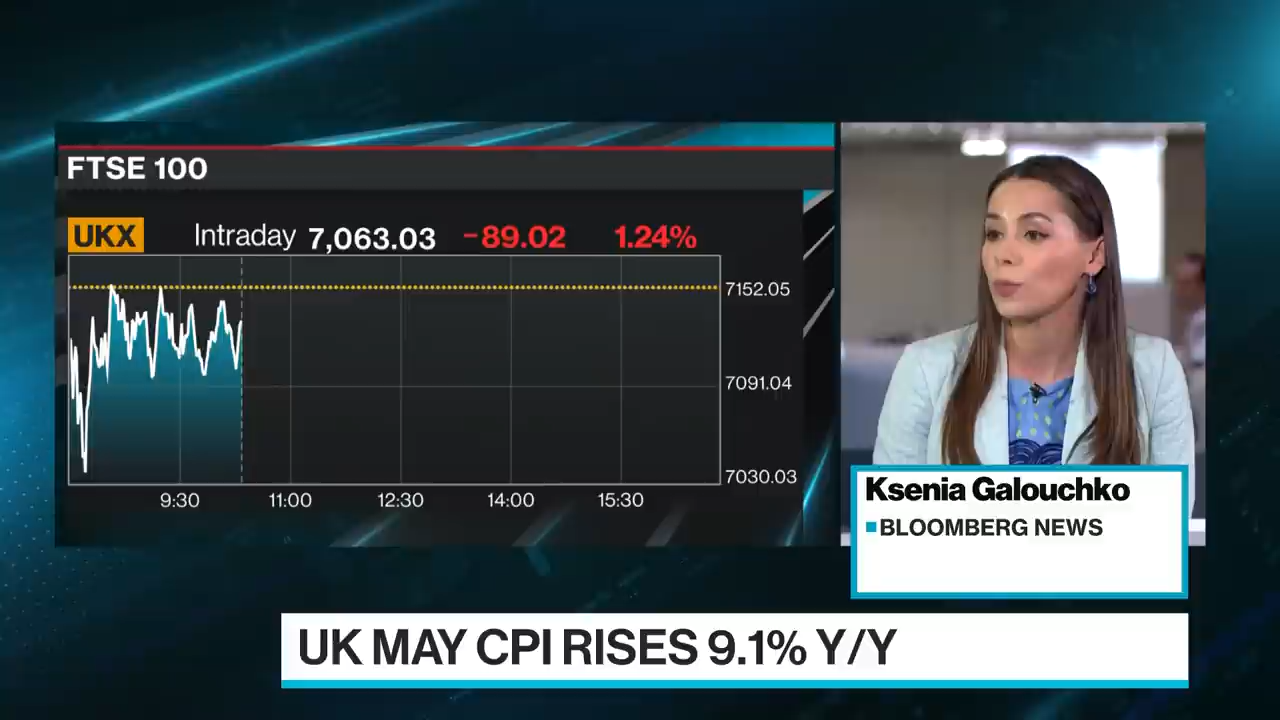 FTSE 100
UKX Intraday 7,063.03 -89.02 1.24%
7152.05
7091.04
7030.03
9:30 11:00 12:30 14:00 15:30
Ksenia Galouchko
BLOOMBERG NEWS
UK MAY CPI RISES 9.1% Y/Y